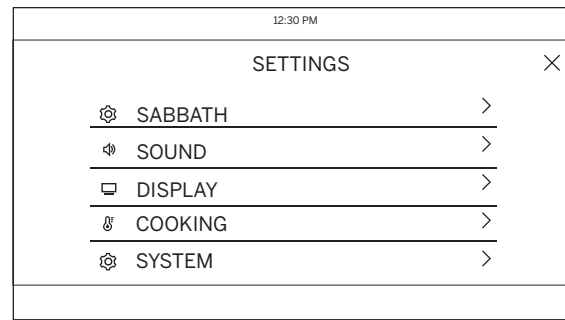 12:30 PM
SETTINGS
SABBATH
SOUND
DISPLAY
COOKING
SYSTEM